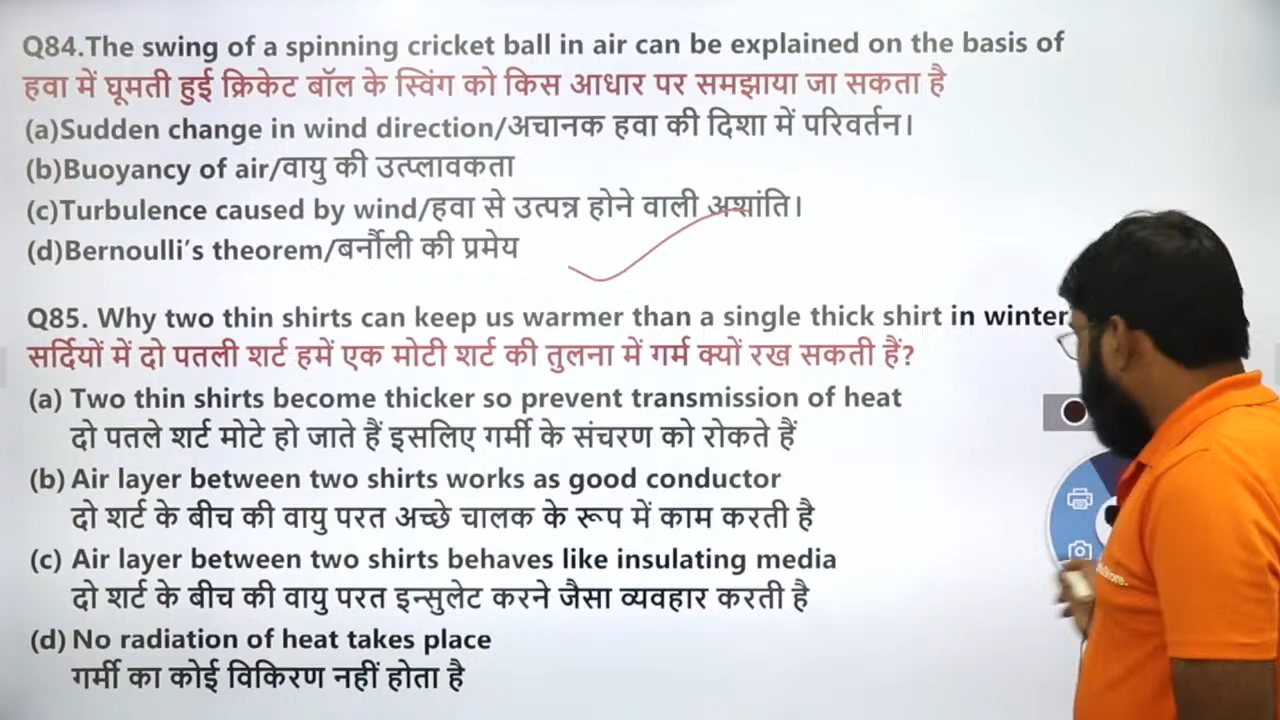 Q84.The swing of a spinning cricket ball in air can be explained on the basis of
हवा में घूमती हुई क्रिकेट बॉल के स्विंग को किस आधार पर समझाया जा सकता है
(a)Sudden change in wind direction/अचानक हवा की दिशा में परिवर्तन।
(b)Buoyancy of air/वायु की उत्प्लावकता
(c)Turbulence caused by wind/हवा से उत्पन्न होने वाली अशांति।
(d)Bernoulli’s theorem/बर्नौली की प्रमेय
Q85. Why two thin shirts can keep us warmer than a single thick shirt in winter
सर्दियों में दो पतली शर्ट हमें एक मोटी शर्ट की तुलना में गर्म क्यों रख सकती हैं?
(a) Two thin shirts become thicker so prevent transmission of heat
दो पतले शर्ट मोटे हो जाते हैं इसलिए गर्मी के संचरण को रोकते हैं
(b) Air layer between two shirts works as good conductor
दो शर्ट के बीच की वायु परत अच्छे चालक के रूप में काम करती है
(c) Air layer between two shirts behaves like insulating media
दो शर्ट के बीच की वायु परत इन्सुलेट करने जैसा व्यवहार करती है
(d) No radiation of heat takes place
गर्मी का कोई विकिरण नहीं होता है